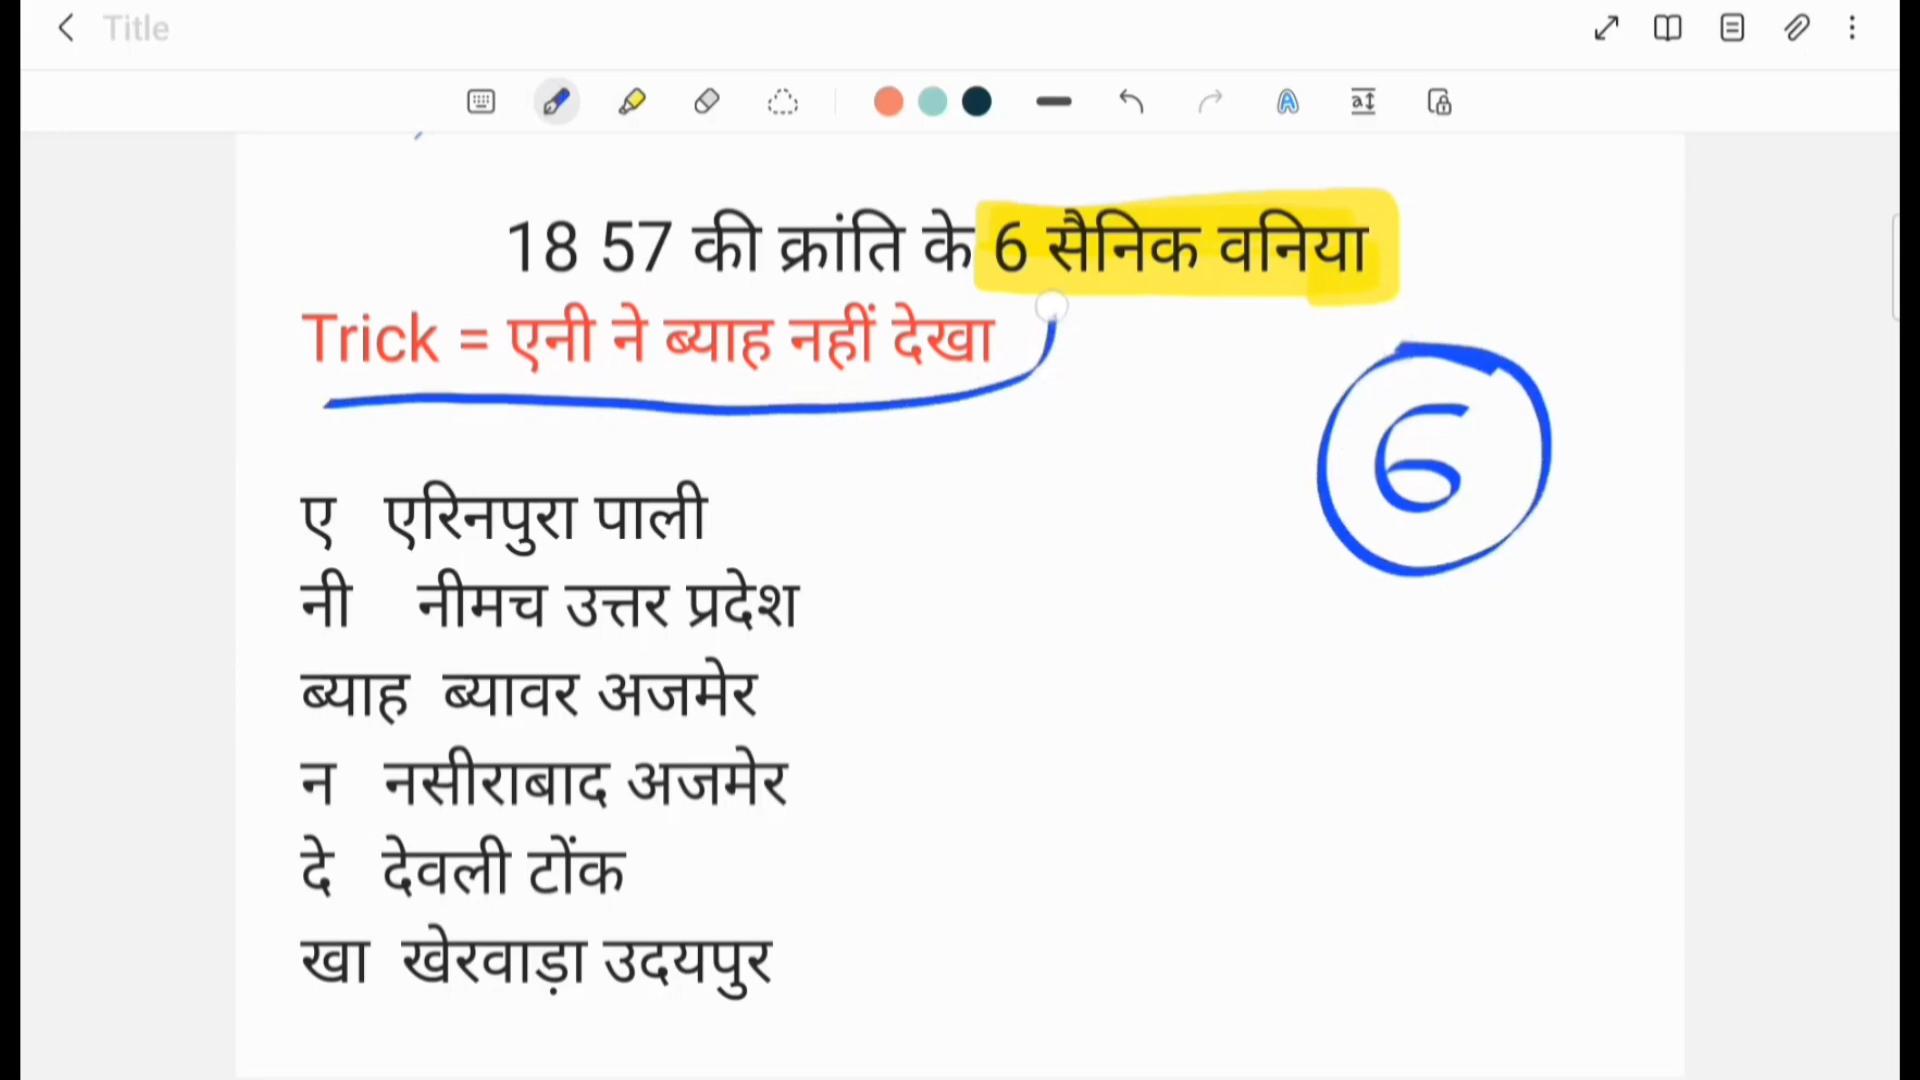 Title
18 57 की क्रांति के 6 सैनिक वनिया
Trick = एनी ने ब्याह नहीं देखा
6
ए एरिनपुरा पाली
नी नीमच उत्तर प्रदेश
ब्याह ब्यावर अजमेर
न नसीराबाद अजमेर
दे देवली टोंक
खा खेरवाड़ा उदयपुर